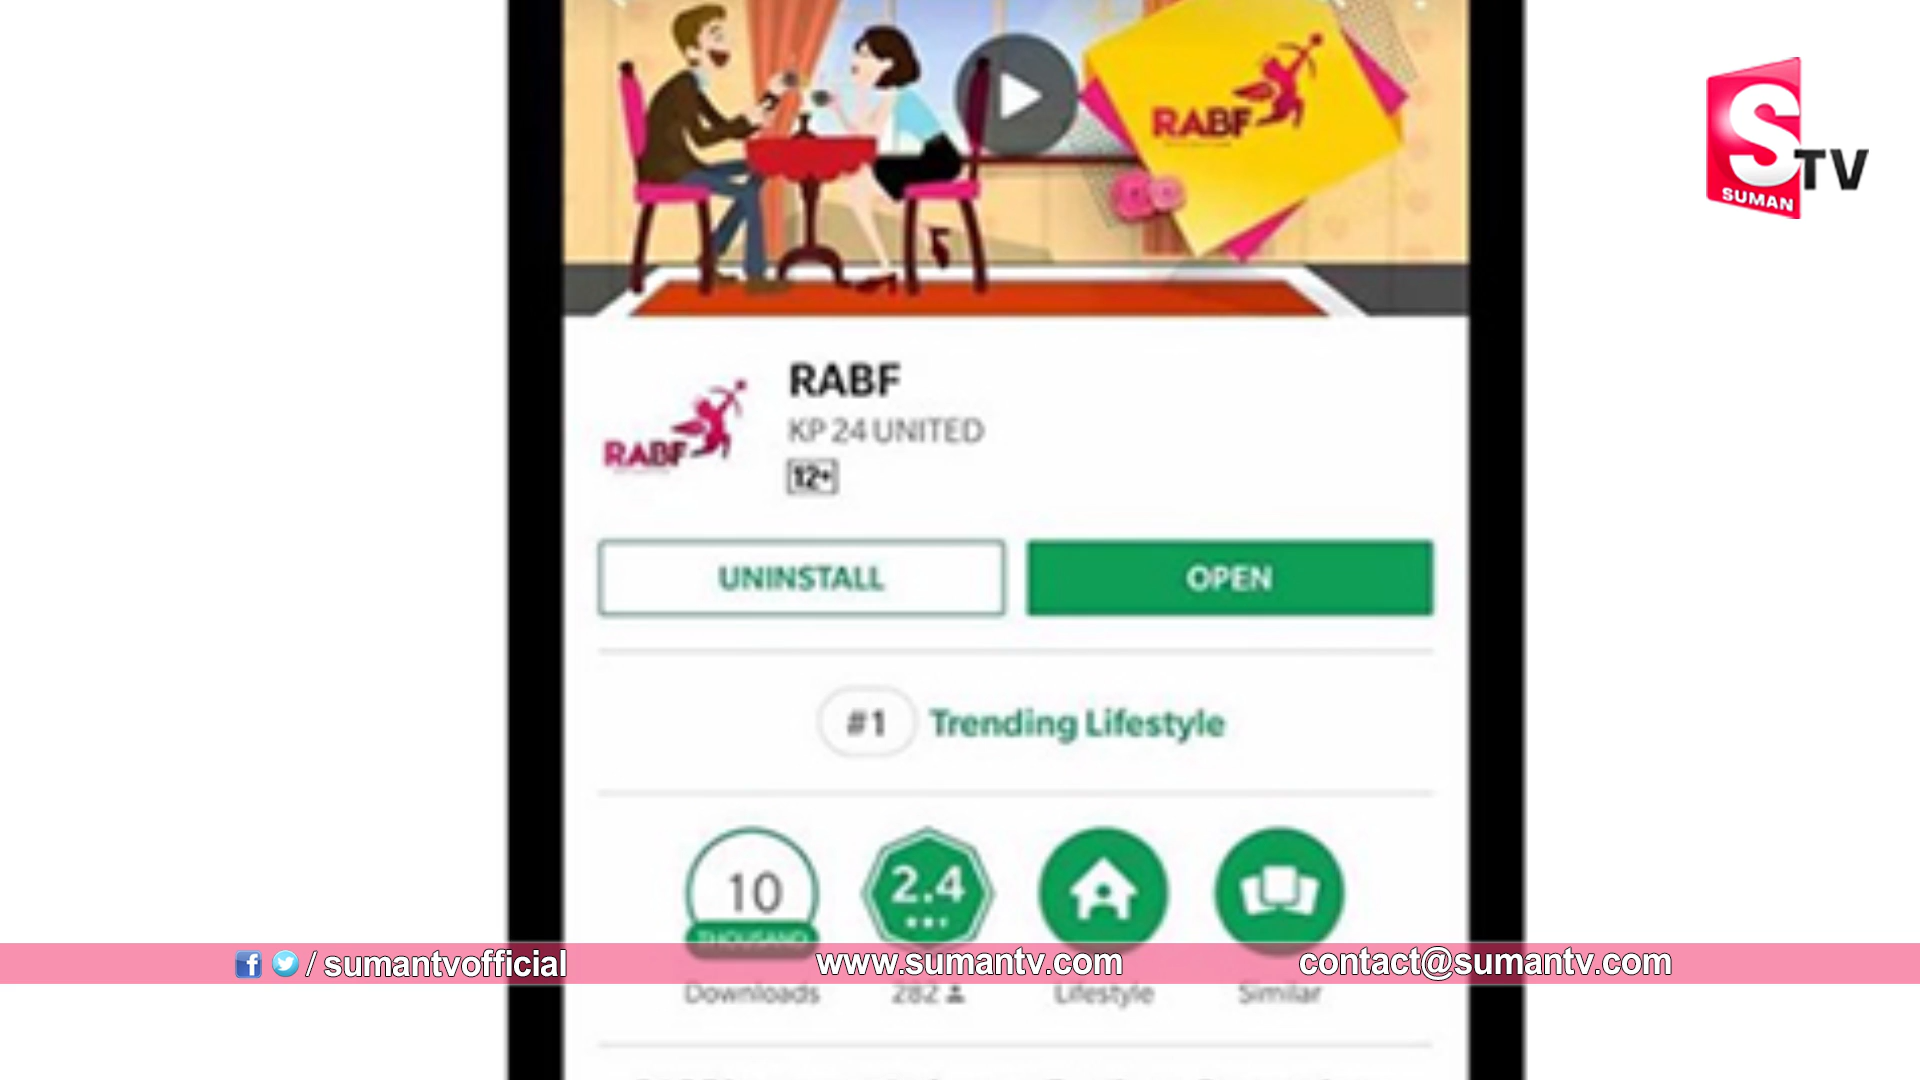 RABF
S
TV
SUMAN
RABF
KP 24 UNITED
RABF
12+
UNINSTALL
OPEN
#1
Trending Lifestyle
10
THOUSAND
2.4
Downloads
282
Lifestyle
Similar
/ sumantvofficial
www.sumantv.com
contact@sumantv.com